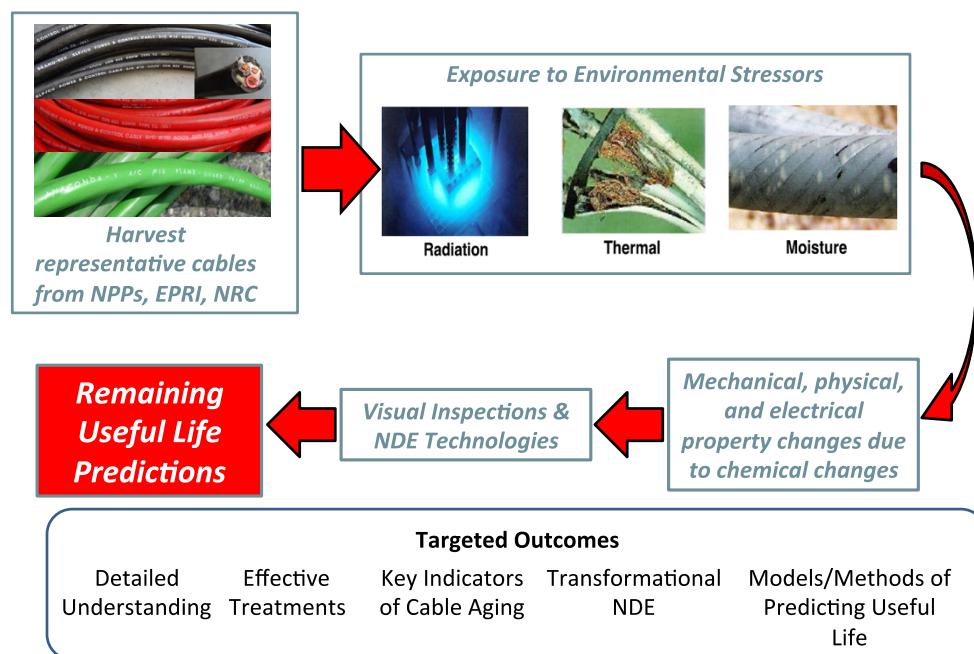 Harvest
representative cables
from NPPs, EPRI, NRC
Exposure to Environmental Stressors
Radiation
Thermal
Moisture
Mechanical, physical,
and electrical
property changes due
to chemical changes
Visual Inspections &
NDE Technologies
Remaining
Useful Life
Predictions
Targeted Outcomes
Detailed
Understanding
Effective
Treatments
Key Indicators
of Cable Aging
Transformational
NDE
Models/Methods of
Predicting Useful
Life